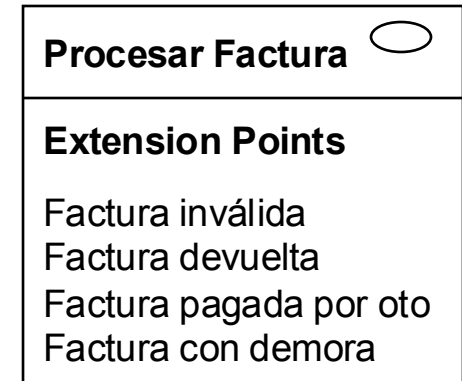 Procesar Factura
Extension Points
Factura inválida
Factura devuelta
Factura pagada por oto
Factura con demora